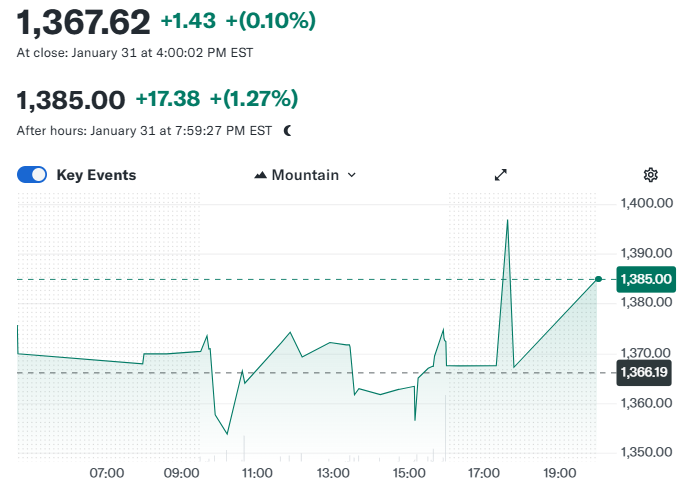 1,367.62 +1.43 +(0.10%)
At close: January 31 at 4:00:02 PM EST
1,385.00 +17.38 +(1.27%)
After hours: January 31 at 7:59:27 PM EST
Key Events Mountain
1,400.00
1,390.00
1,385.00
1,380.00
1,370.00
1,366.19
1,360.00
1,350.00
07:00 09:00 11:00 13:00 15:00 17:00 19:00